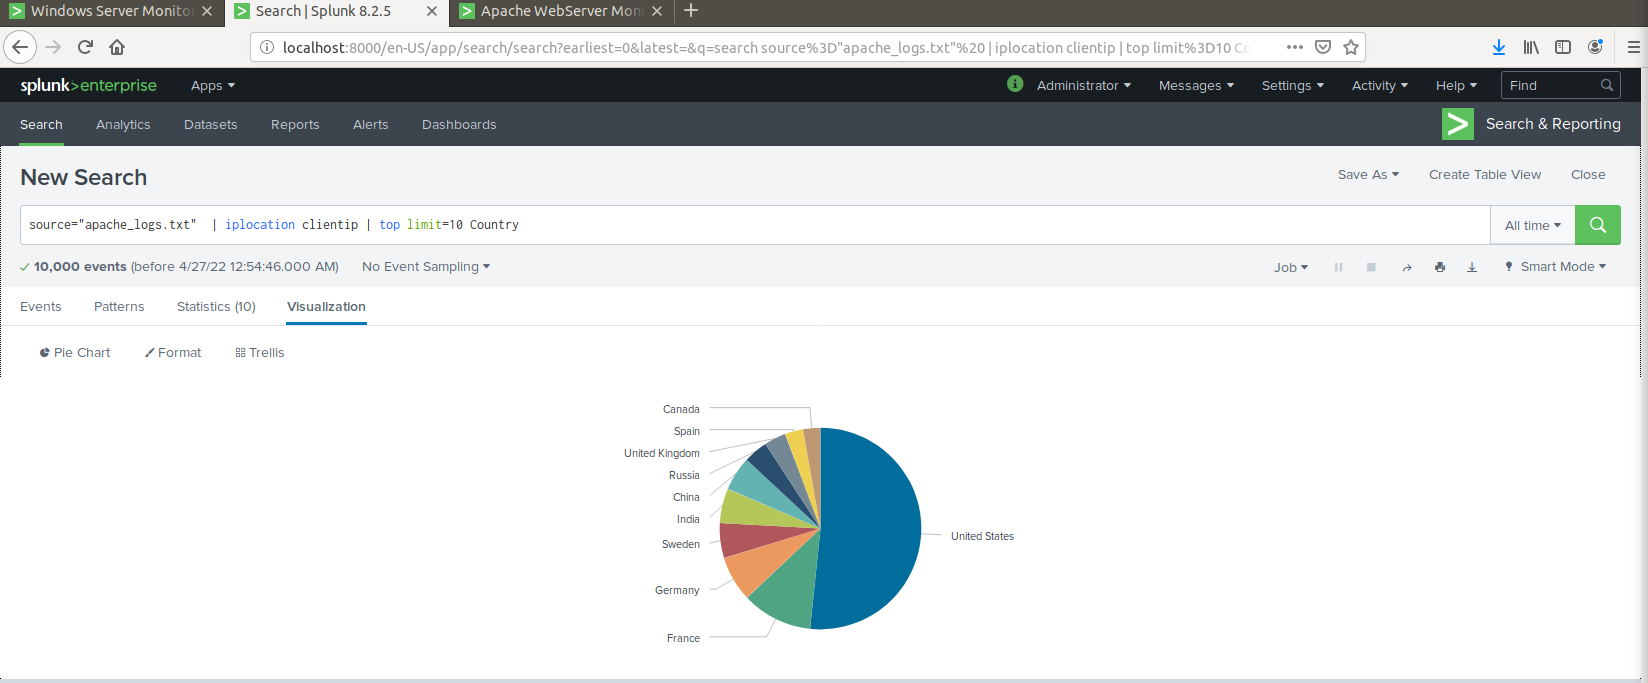 Windows Server Monitor
Search | Splunk 8.2.5
Apache WebServer Moni
localhost:8000/en-US/app/search/search?earliest=0&latest=&q=search source%3D"apache_logs.txt"%20 | iplocation clientip | top limit%3D10 Co
splunk>enterprise
Apps
i
Administrator
Messages
Settings
Activity
Help
Find
Search
Analytics
Datasets
Reports
Alerts
Dashboards
Search & Reporting
New Search
Save As
Create Table View
Close
source="apache_logs.txt"  | iplocation clientip | top limit=10 Country
All time
10,000 events (before 4/27/22 12:54:46.000 AM)
No Event Sampling
Job
Smart Mode
Events
Patterns
Statistics (10)
Visualization
Pie Chart
Format
Trellis
Canada
Spain
United Kingdom
Russia
China
India
Sweden
Germany
France
United States